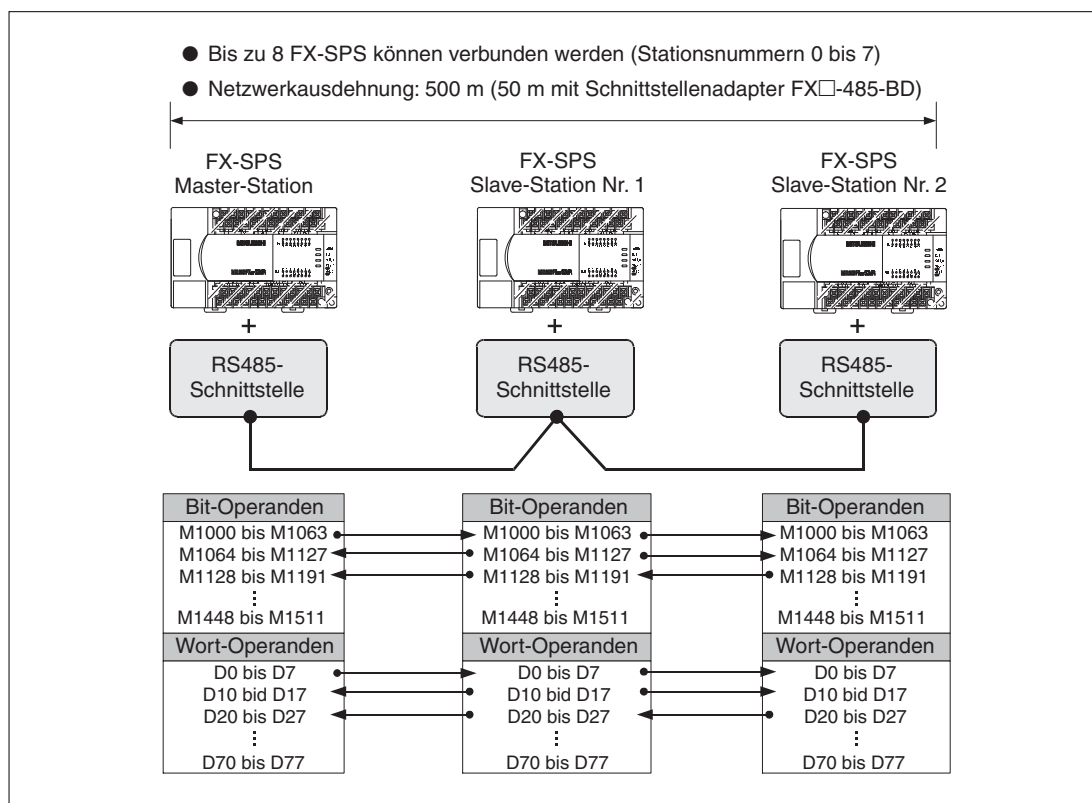 ● Bis zu 8 FX-SPS können verbunden werden (Stationsnummern 0 bis 7)
● Netzwerkausdehnung: 500 m (50 m mit Schnittstellenadapter FX□-485-BD)
FX-SPS
Master-Station
FX-SPS
Slave-Station Nr. 1
FX-SPS
Slave-Station Nr. 2
MITSUBISHI
MITSUBISHI
MITSUBISHI
+
+
+
RS485-
Schnittstelle
RS485-
Schnittstelle
RS485-
Schnittstelle
Bit-Operanden
M1000 bis M1063
M1064 bis M1127
M1128 bis M1191
M1448 bis M1511
Wort-Operanden
D0 bis D7
D10 bid D17
D20 bis D27
D70 bis D77
Bit-Operanden
M1000 bis M1063
M1064 bis M1127
M1128 bis M1191
M1448 bis M1511
Wort-Operanden
D0 bis D7
D10 bid D17
D20 bis D27
D70 bis D77
Bit-Operanden
M1000 bis M1063
M1064 bis M1127
M1128 bis M1191
M1448 bis M1511
Wort-Operanden
D0 bis D7
D10 bid D17
D20 bis D27
D70 bis D77